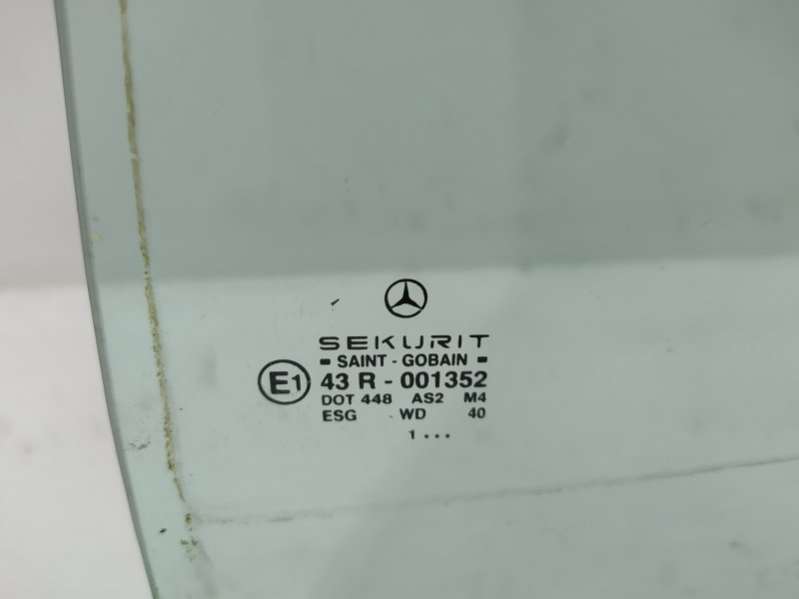 SEKURIT
- SAINT - GOBAIN -
E1 43 R - 001352
DOT 448 AS2 M4
ESG WD 40
1 ...